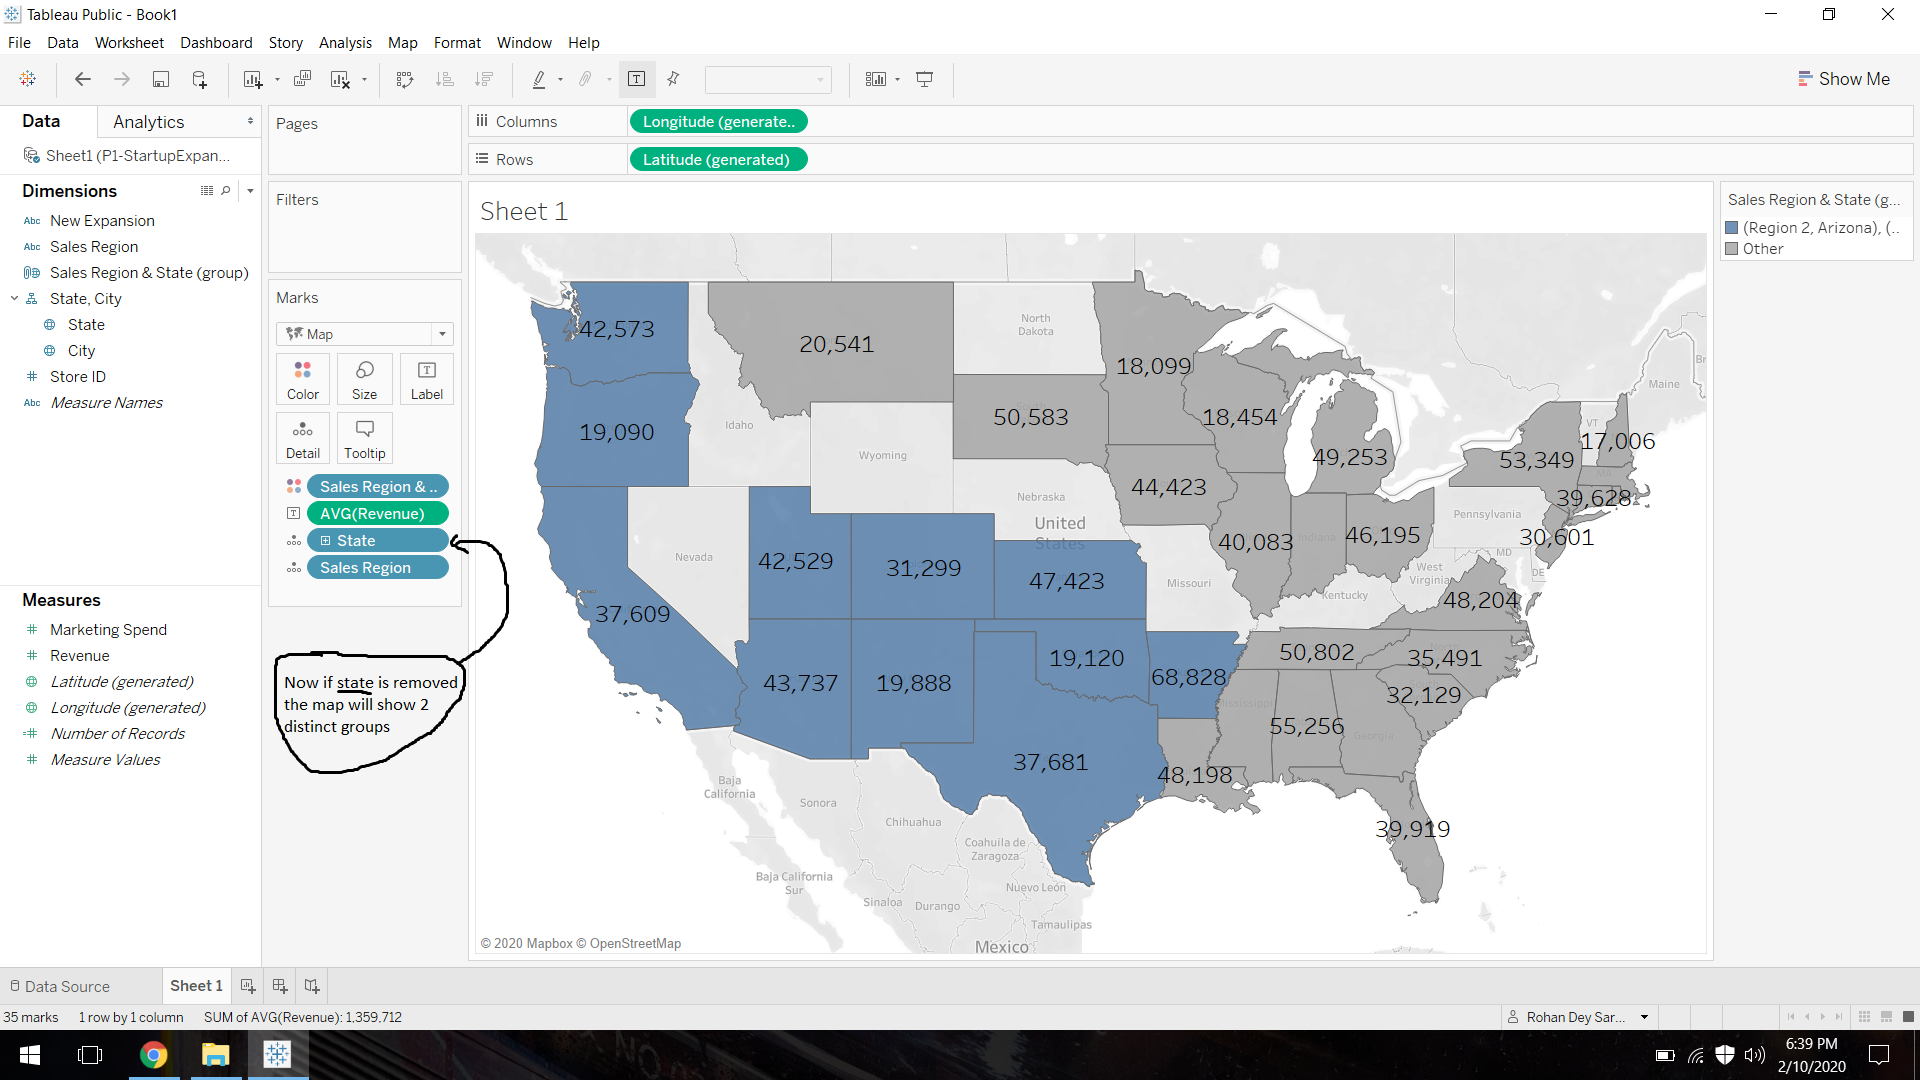 Tableau Public - Book1
File Data Worksheet Dashboard Story Analysis Map Format Window Help
Show Me
Data Analytics
Sheet1 (P1-StartupExpan...
Dimensions
Abc New Expansion
Abc Sales Region
Sales Region & State (group)
State, City
State
City
# Store ID
Abc Measure Names
Measures
# Marketing Spend
# Revenue
Latitude (generated)
Longitude (generated)
=# Number of Records
# Measure Values
Pages
Filters
Marks
Map
Color Size Label
Detail Tooltip
Sales Region & ..
AVG(Revenue)
State
Sales Region
Now if state is removed
the map will show 2
distinct groups
Columns Longitude (generate..
Rows Latitude (generated)
Sheet 1
42,573
20,541
North
Dakota
18,099
Maine
Br
19,090
Idaho
50,583
18,454
VT
17,006
Wyoming
49,253
53,349
44,423
Nebraska
39,628
Pennsylvania
United
States
Nevada
42,529
31,299
47,423
Missouri
40,083
Indiana
46,195
30,601
MD
West
Virginia
DE
Kentucky
48,204
37,609
50,802
35,491
19,120
43,737
19,888
68,828
32,129
Mississippi
55,256
Georgia
37,681
48,198
39,919
Baja
California
Sonora
Chihuahua
Coahuila de
Zaragoza
Baja California
Sur
Nuevo León
Sinaloa
Durango
Tamaulipas
Mexico
© 2020 Mapbox © OpenStreetMap
Sales Region & State (g...
(Region 2, Arizona), (..
Other
Data Source Sheet 1
35 marks 1 row by 1 column SUM of AVG(Revenue): 1,359,712
Rohan Dey Sar...
6:39 PM
2/10/2020